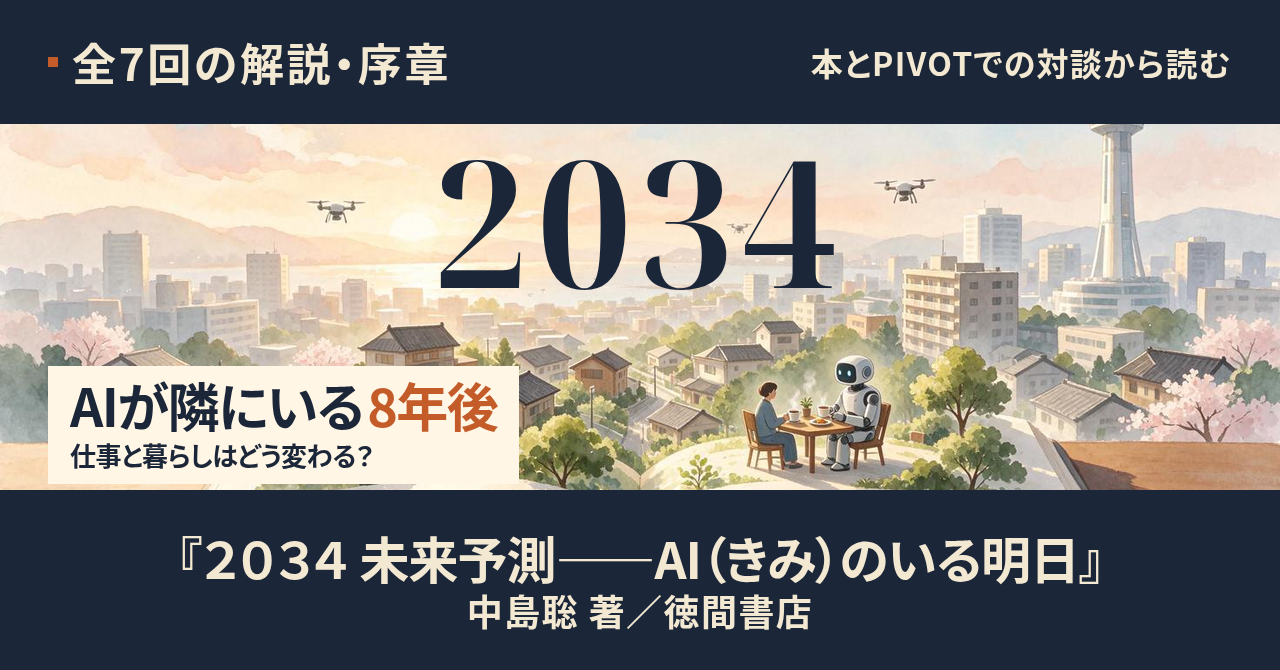 全7回の解説・序章
本とPIVOTでの対談から読む
2034
AIが隣にいる8年後
仕事と暮らしはどう変わる?
『2034 未来予測――AI(きみ)のいる明日』
中島聡 著／徳間書店